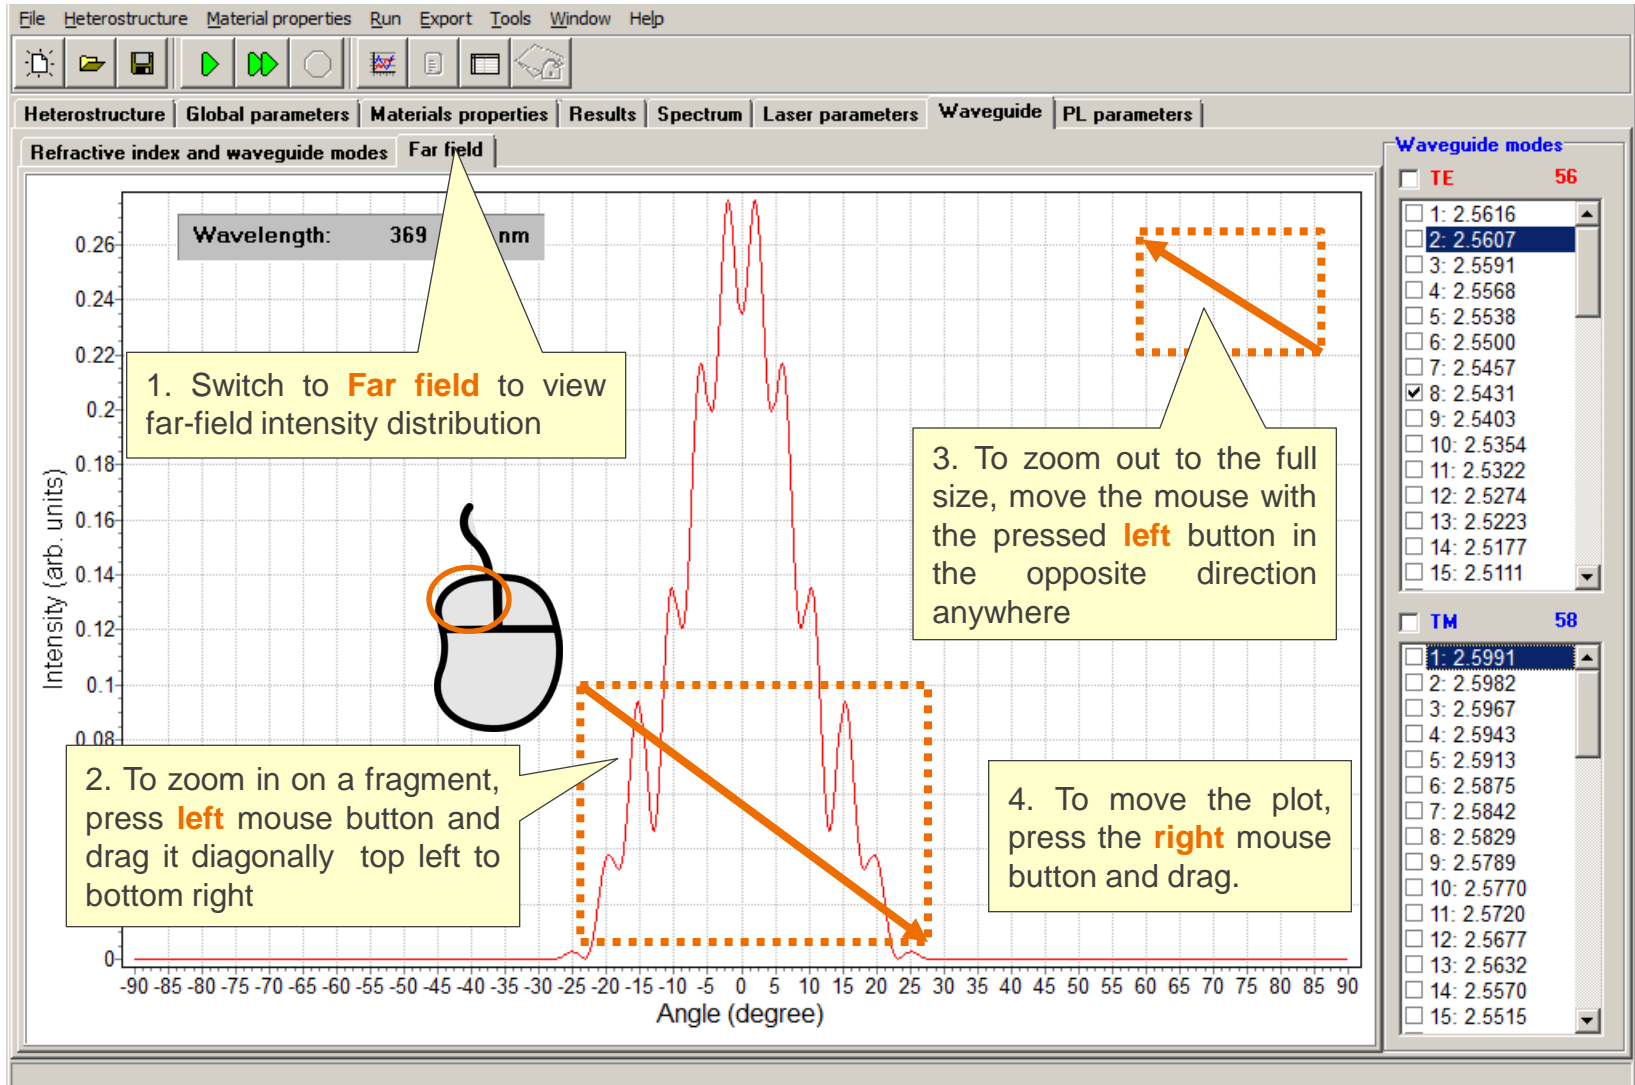 File Heterostructure Material properties Run Export Tools Window Help
Heterostructure Global parameters Materials properties Results Spectrum Laser parameters Waveguide PL parameters
Refractive index and waveguide modes Far field
Wavelength: 369 nm
0.26
0.24
0.22
0.2
0.18
0.16
0.14
0.12
0.1
0.08
0
Intensity (arb. units)
1. Switch to Far field to view
far-field intensity distribution
2. To zoom in on a fragment,
press left mouse button and
drag it diagonally top left to
bottom right
3. To zoom out to the full
size, move the mouse with
the pressed left button in
the opposite direction
anywhere
4. To move the plot,
press the right mouse
button and drag.
-90 -85 -80 -75 -70 -65 -60 -55 -50 -45 -40 -35 -30 -25 -20 -15 -10 -5 0 5 10 15 20 25 30 35 40 45 50 55 60 65 70 75 80 85 90
Angle (degree)
Waveguide modes
TE 56
1: 2.5616
2: 2.5607
3: 2.5591
4: 2.5568
5: 2.5538
6: 2.5500
7: 2.5457
8: 2.5431
9: 2.5403
10: 2.5354
11: 2.5322
12: 2.5274
13: 2.5223
14: 2.5177
15: 2.5111
TM 58
1: 2.5991
2: 2.5982
3: 2.5967
4: 2.5943
5: 2.5913
6: 2.5875
7: 2.5842
8: 2.5829
9: 2.5789
10: 2.5770
11: 2.5720
12: 2.5677
13: 2.5632
14: 2.5570
15: 2.5515